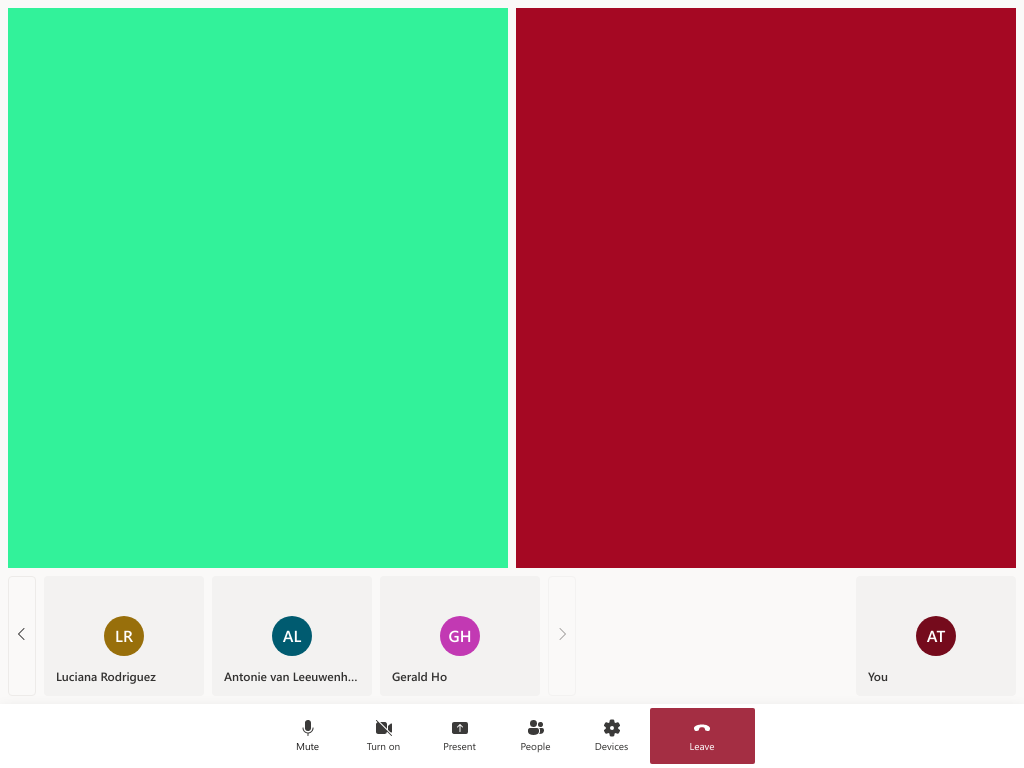 LR
Luciana Rodriguez
AL
Antonie van Leeuwenh...
GH
Gerald Ho
AT
You
Mute
Turn on
Present
People
Devices
Leave